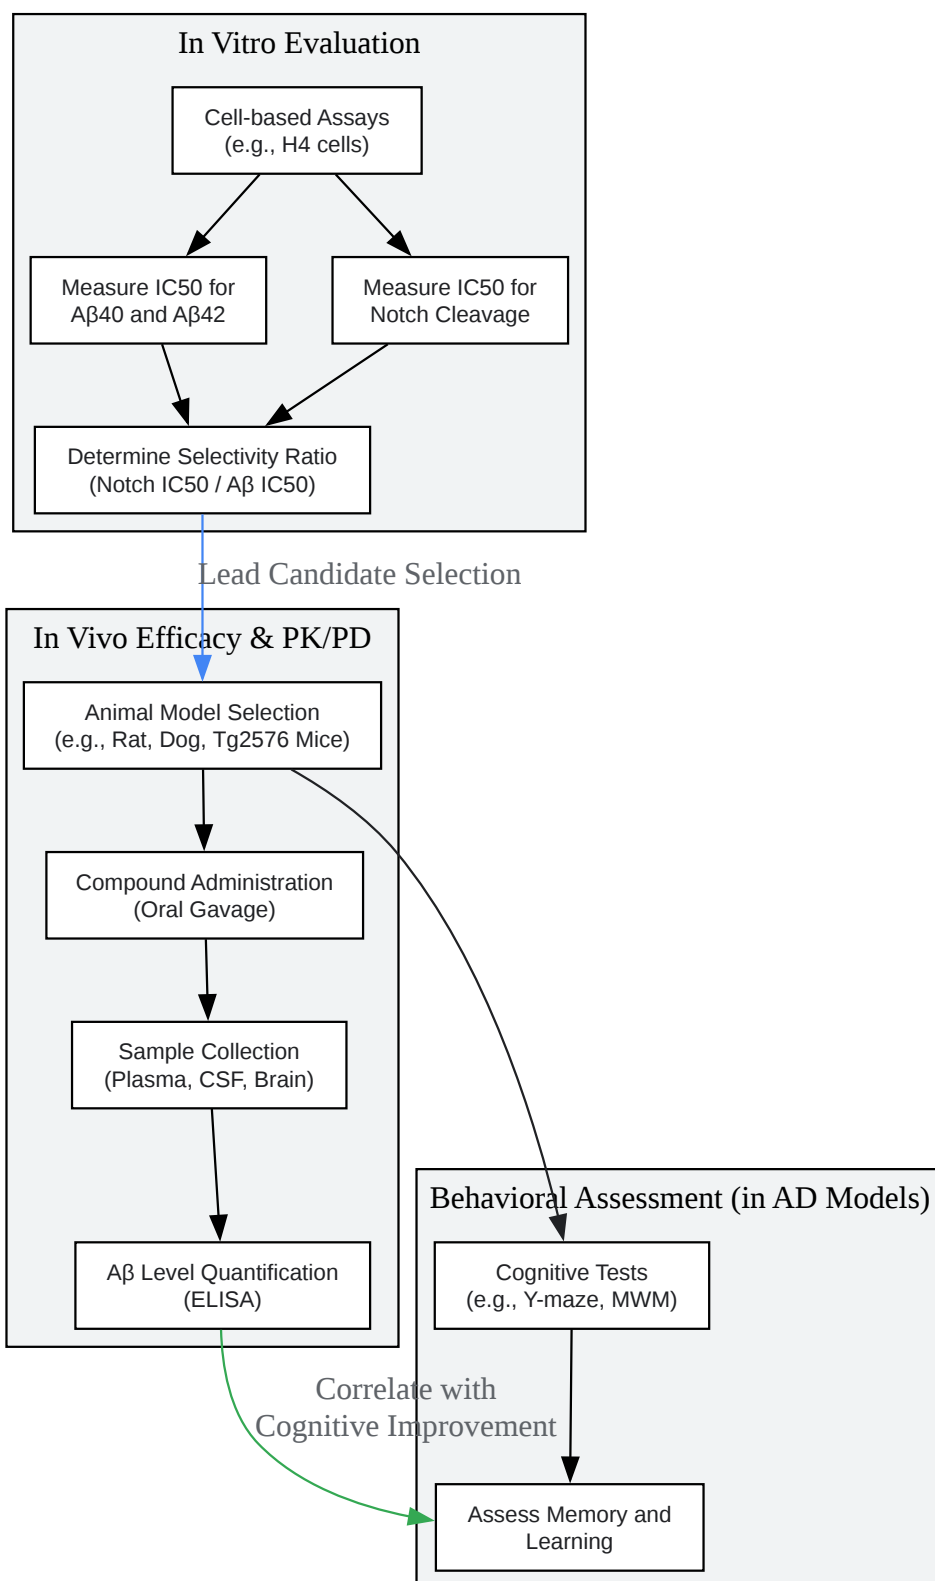 In Vitro Evaluation
Cell-based Assays
(e.g., H4 cells)
Measure IC50 for
Aβ40 and Aβ42
Measure IC50 for
Notch Cleavage
Determine Selectivity Ratio
(Notch IC50 / Aβ IC50)
Lead Candidate Selection
In Vivo Efficacy & PK/PD
Animal Model Selection
(e.g., Rat, Dog, Tg2576 Mice)
Compound Administration
(Oral Gavage)
Sample Collection
(Plasma, CSF, Brain)
Aβ Level Quantification
(ELISA)
Behavioral Assessment (in AD Models)
Cognitive Tests
(e.g., Y-maze, MWM)
Correlate with
Cognitive Improvement
Assess Memory and
Learning